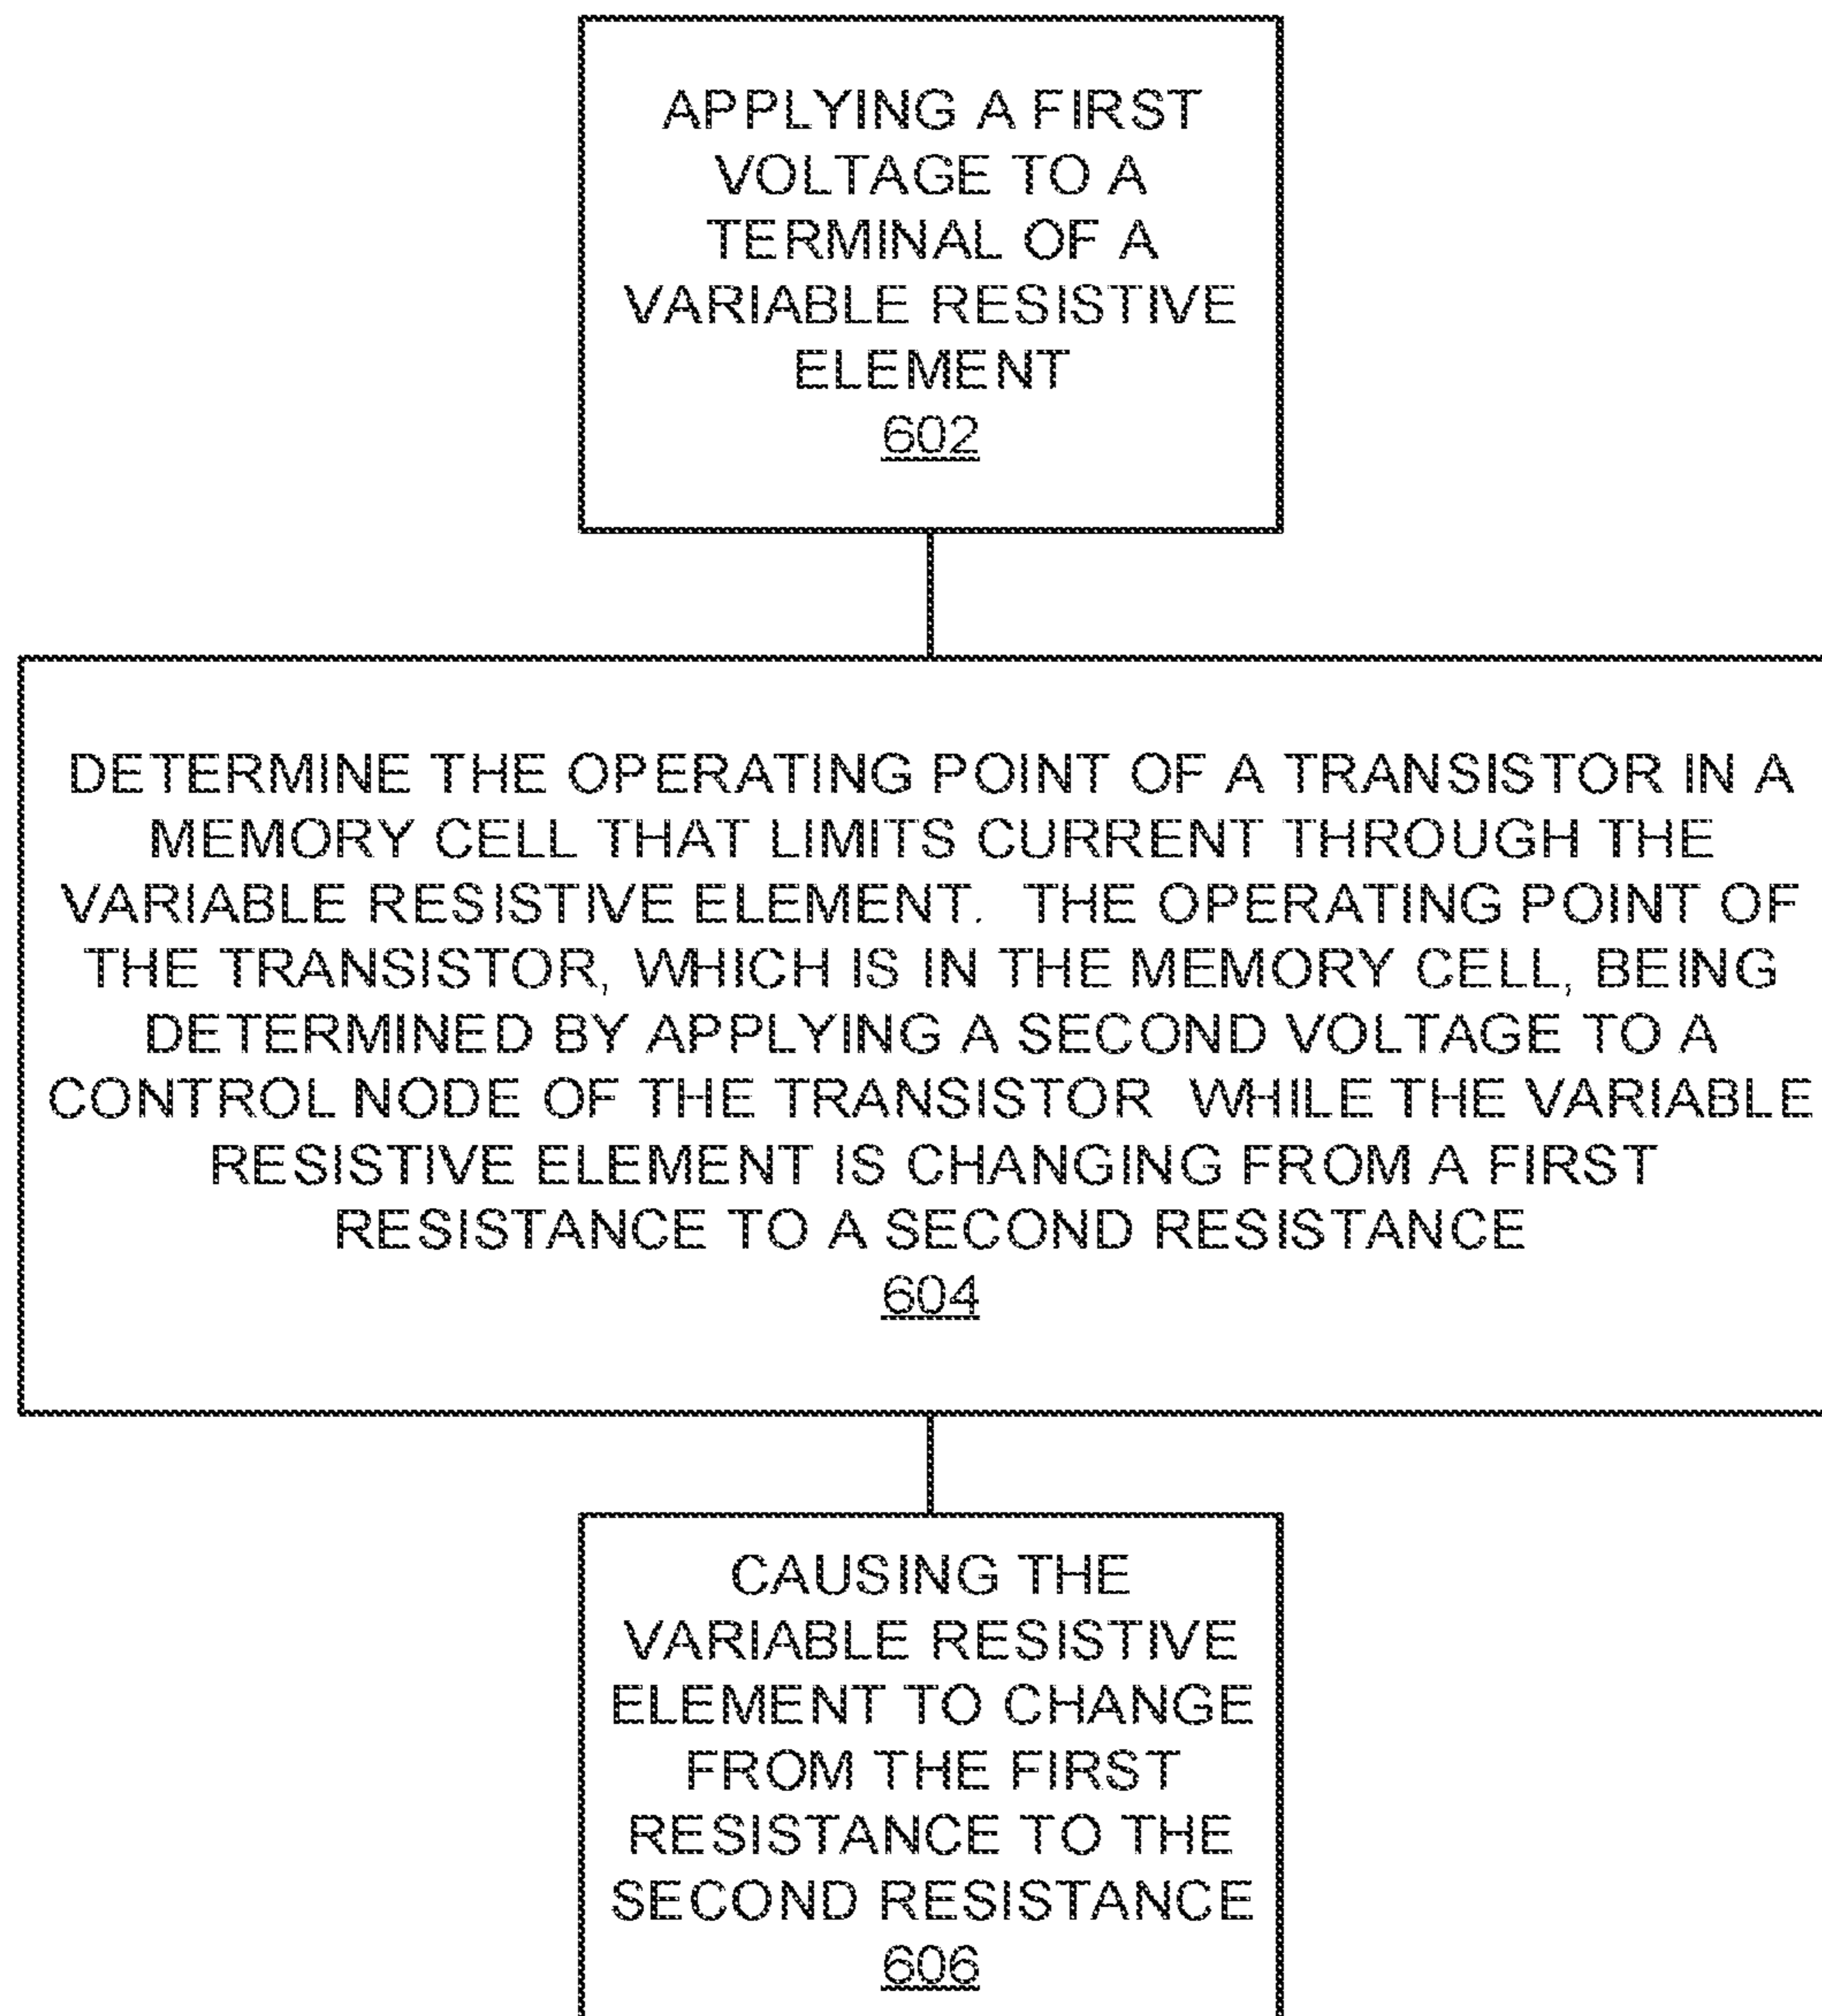 APPLYING A FIRST
VOLTAGE TO A
TERMINAL OF A
VARIABLE RESISTIVE
ELEMENT
602
DETERMINE THE OPERATING POINT OF A TRANSISTOR IN A
MEMORY CELL THAT LIMITS CURRENT THROUGH THE
VARIABLE RESISTIVE ELEMENT. THE OPERATING POINT OF
THE TRANSISTOR, WHICH IS IN THE MEMORY CELL, BEING
DETERMINED BY APPLYING A SECOND VOLTAGE TO A
CONTROL NODE OF THE TRANSISTOR WHILE THE VARIABLE
RESISTIVE ELEMENT IS CHANGING FROM A FIRST
RESISTANCE TO A SECOND RESISTANCE
604
CAUSING THE
VARIABLE RESISTIVE
ELEMENT TO CHANGE
FROM THE FIRST
RESISTANCE TO THE
SECOND RESISTANCE
606